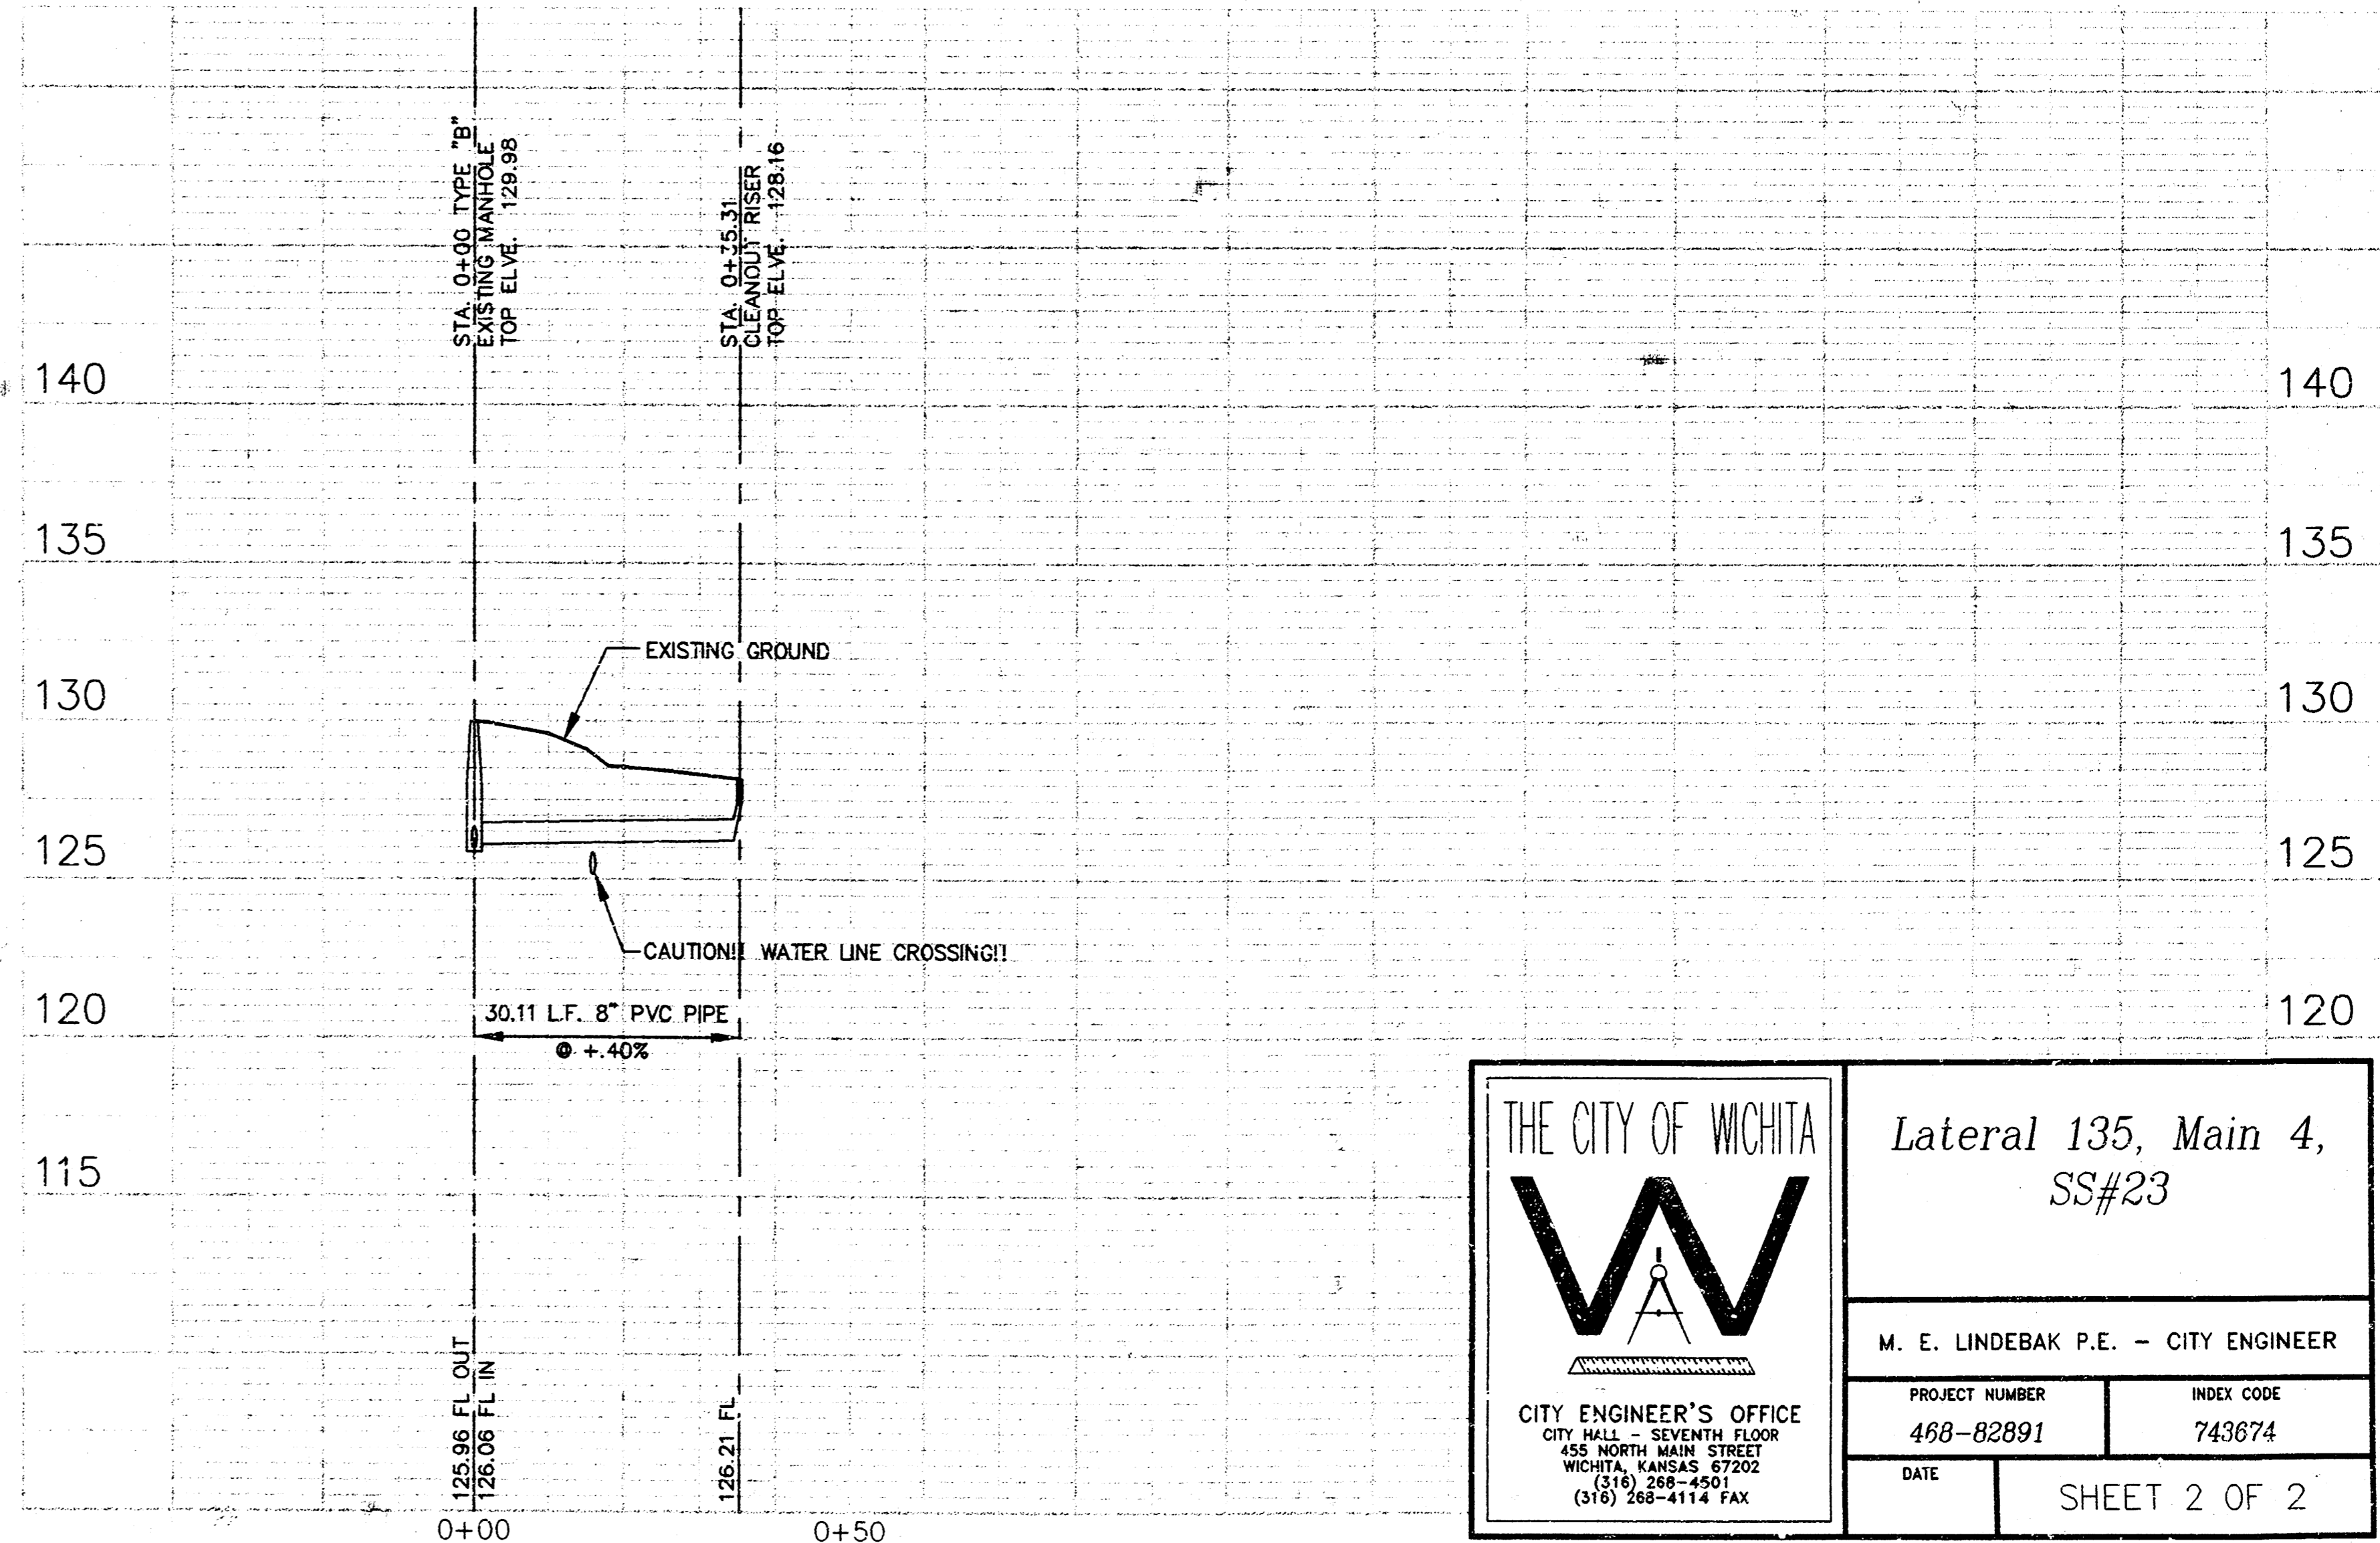 STA. 0+00 TYPE "B"
EXISTING MANHOLE
TOP ELVE. 129.98
STA. 0+35.31
CLEANOUT RISER
TOP ELVE. 128.16
140
140
135
135
EXISTING GROUND
130
130
125
125
CAUTION!! WATER LINE CROSSING!!
120
120
30.11 L.F. 8" PVC PIPE
@ +.40%
115
125.96 FL OUT
126.06 FL IN
126.21 FL
0+00
0+50
THE CITY OF WICHITA
CITY ENGINEER'S OFFICE
CITY HALL - SEVENTH FLOOR
455 NORTH MAIN STREET
WICHITA, KANSAS 67202
(316) 268-4501
(316) 268-4114 FAX
Lateral 135, Main 4,
SS#23
M. E. LINDEBAK P.E. - CITY ENGINEER
PROJECT NUMBER
468-82891
INDEX CODE
743674
DATE
SHEET 2 OF 2